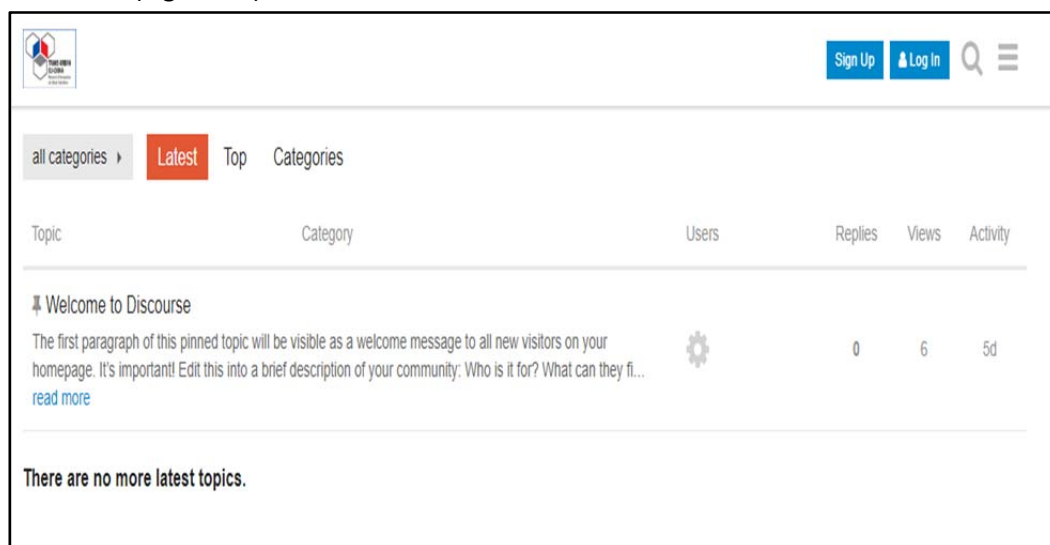 Sign Up Log In
all categories Latest Top Categories
Topic Category Users Replies Views Activity
Welcome to Discourse
The first paragraph of this pinned topic will be visible as a welcome message to all new visitors on your
0 6 5d
homepage. It's important! Edit this into a brief description of your community: Who is it for? What can they fi...
read more
There are no more latest topics.